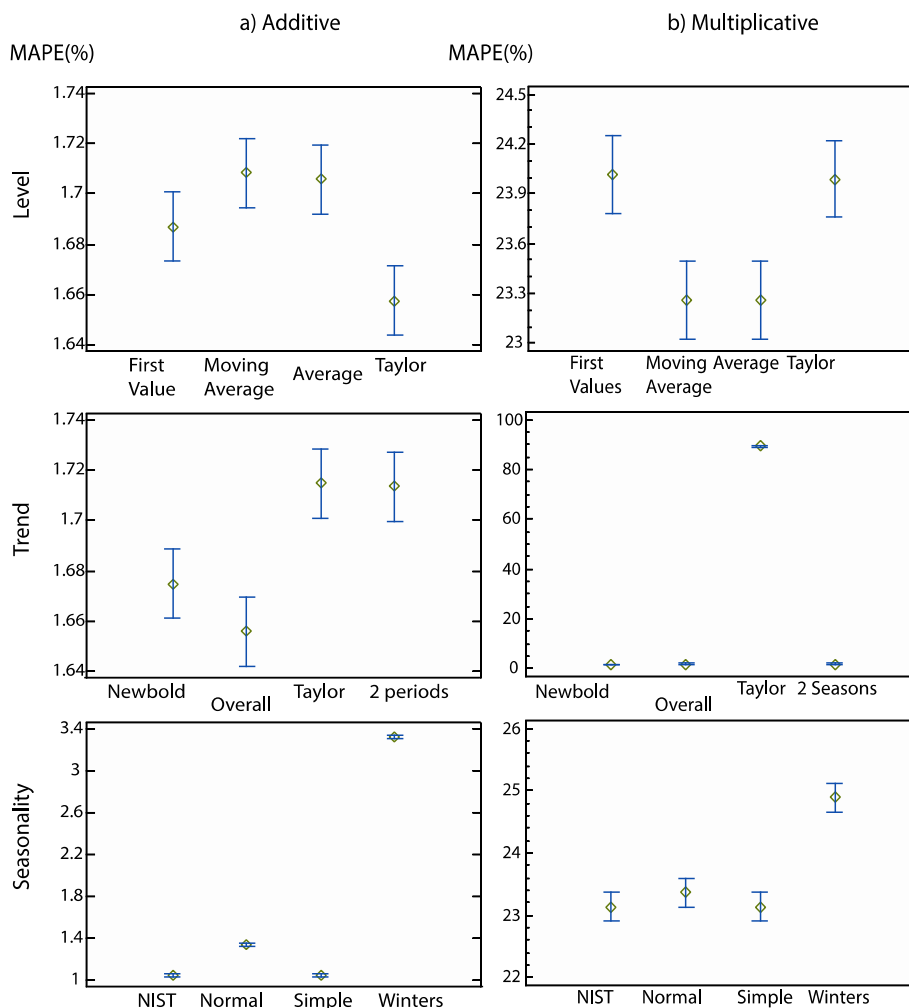 a) Additive
b) Multiplicative
MAPE(%)
MAPE(%)
Level
1.74
1.72
1.7
1.68
1.66
1.64
First Value
Moving Average
Average
Taylor
24.5
24.2
23.9
23.6
23.3
23
First Values
Moving Average
Average
Taylor
Trend
1.74
1.72
1.7
1.68
1.66
1.64
Newbold
Overall
Taylor
2 periods
100
80
60
40
20
0
Newbold
Overall
Taylor
2 Seasons
Seasonality
3.4
3
2.6
2.2
1.8
1.4
1
NIST
Normal
Simple
Winters
26
25
24
23
22
NIST
Normal
Simple
Winters